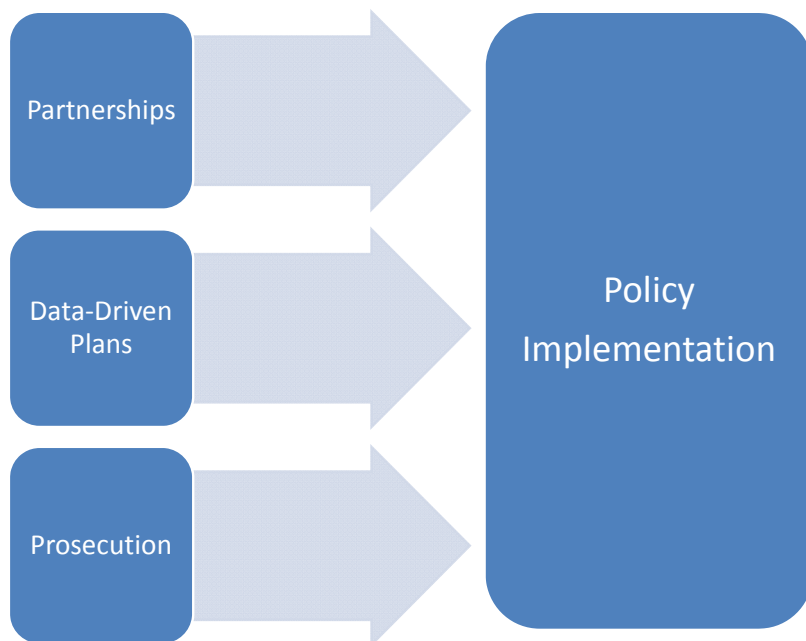 Partnerships
Data-Driven
Plans
Prosecution
Policy
Implementation